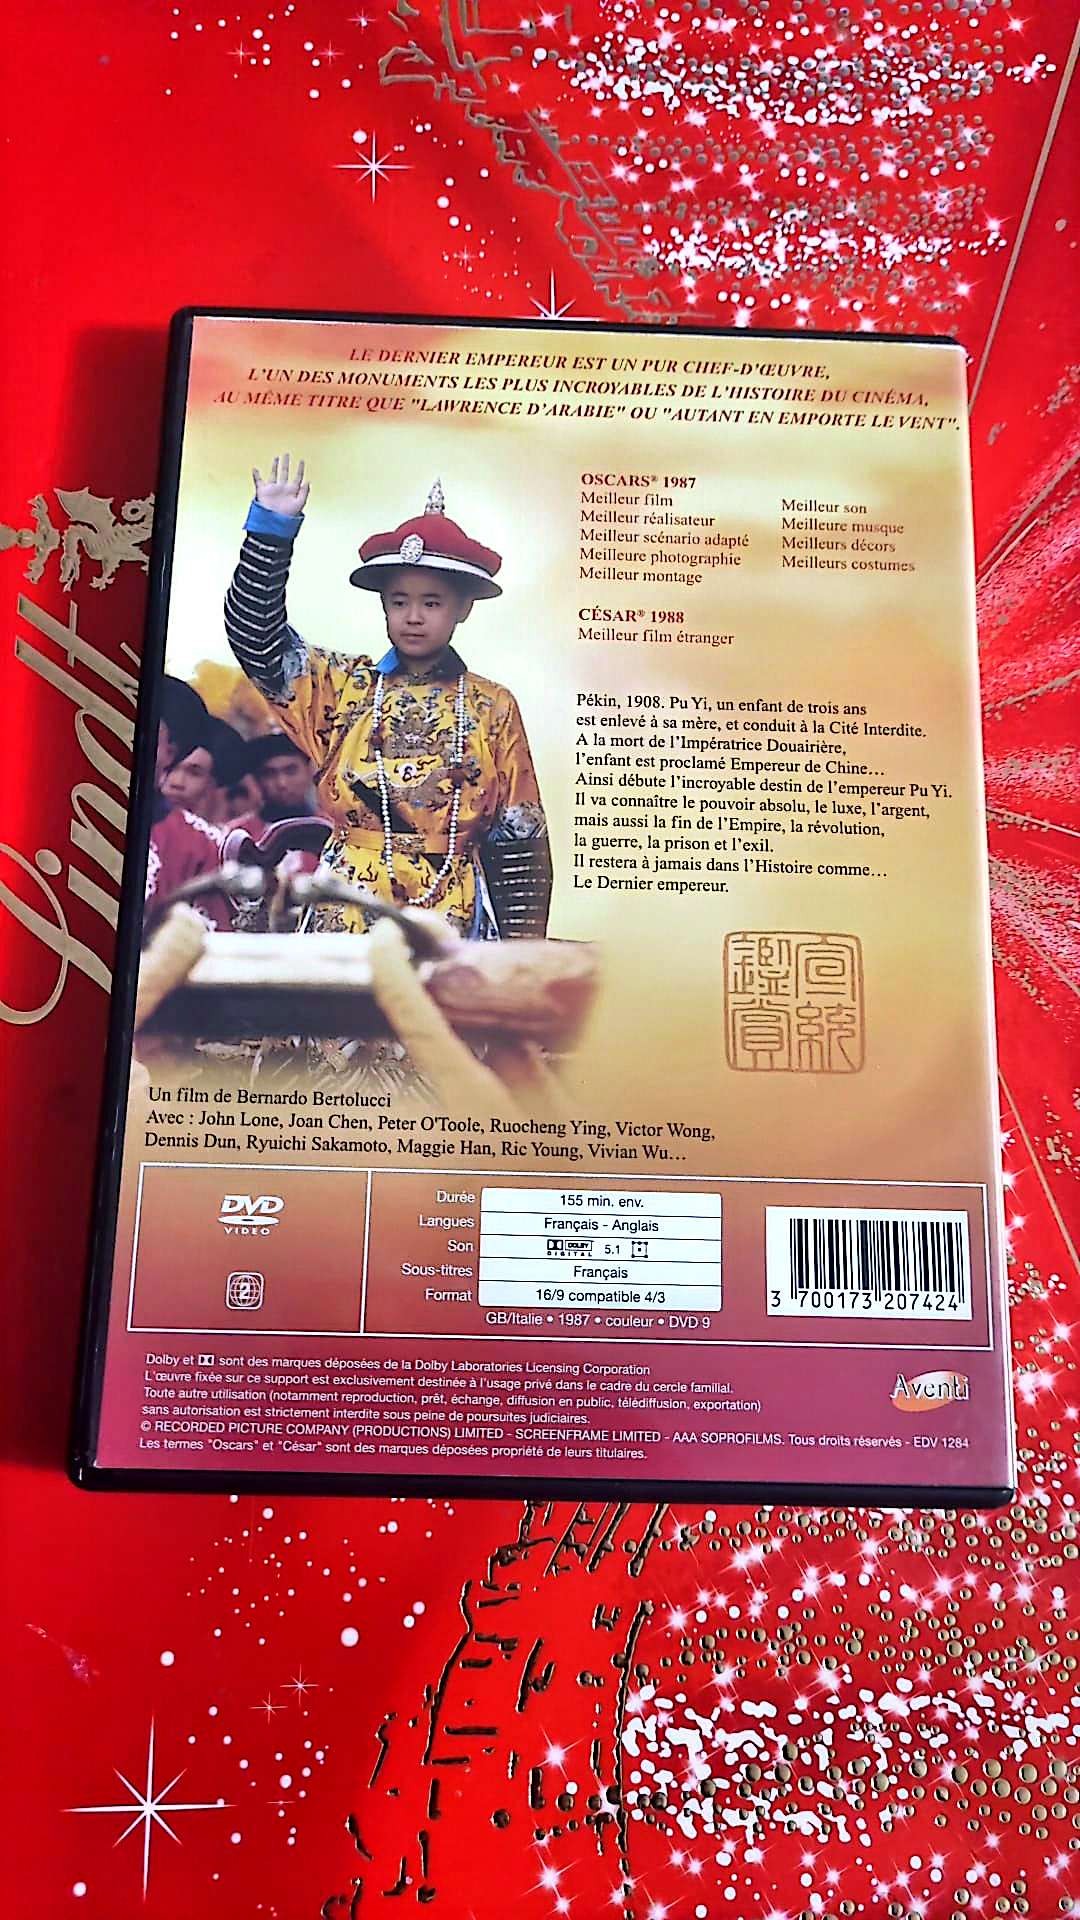 LE DERNIER EMPEREUR EST UN PUR CHEF-D'ŒUVRE,
L'UN DES MONUMENTS LES PLUS INCROYABLES DE L'HISTOIRE DU CINÉMA,
AU MÊME TITRE QUE "LAWRENCE D'ARABIE" OU "AUTANT EN EMPORTE LE VENT".
OSCARS® 1987
Meilleur film
Meilleur réalisateur
Meilleur scénario adapté
Meilleure photographie
Meilleur montage
Meilleur son
Meilleure musque
Meilleurs décors
Meilleurs costumes
CÉSAR® 1988
Meilleur film étranger
Pékin, 1908. Pu Yi, un enfant de trois ans
est enlevé à sa mère, et conduit à la Cité Interdite.
A la mort de l'Impératrice Douairière,
l'enfant est proclamé Empereur de Chine…
Ainsi débute l'incroyable destin de l'empereur Pu Yi.
Il va connaître le pouvoir absolu, le luxe, l'argent,
mais aussi la fin de l'Empire, la révolution,
la guerre, la prison et l'exil.
Il restera à jamais dans l'Histoire comme…
Le Dernier empereur.
宣統
鑑賞
Lindt
Un film de Bernardo Bertolucci
Avec : John Lone, Joan Chen, Peter O'Toole, Ruocheng Ying, Victor Wong,
Dennis Dun, Ryuichi Sakamoto, Maggie Han, Ric Young, Vivian Wu…
DVD
VIDEO
2
Durée 155 min. env.
Langues Français - Anglais
Son DOLBY DIGITAL 5.1
Sous-titres Français
Format 16/9 compatible 4/3
GB/Italie • 1987 • couleur • DVD 9
3 700173 207424
Dolby et DD sont des marques déposées de la Dolby Laboratories Licensing Corporation
L'œuvre fixée sur ce support est exclusivement destinée à l'usage privé dans le cadre du cercle familial.
Toute autre utilisation (notamment reproduction, prêt, échange, diffusion en public, télédiffusion, exportation)
sans autorisation est strictement interdite sous peine de poursuites judiciaires.
© RECORDED PICTURE COMPANY (PRODUCTIONS) LIMITED - SCREENFRAME LIMITED - AAA SOPROFILMS. Tous droits réservés - EDV 1284
Les termes "Oscars" et "César" sont des marques déposées propriété de leurs titulaires.
Aventi